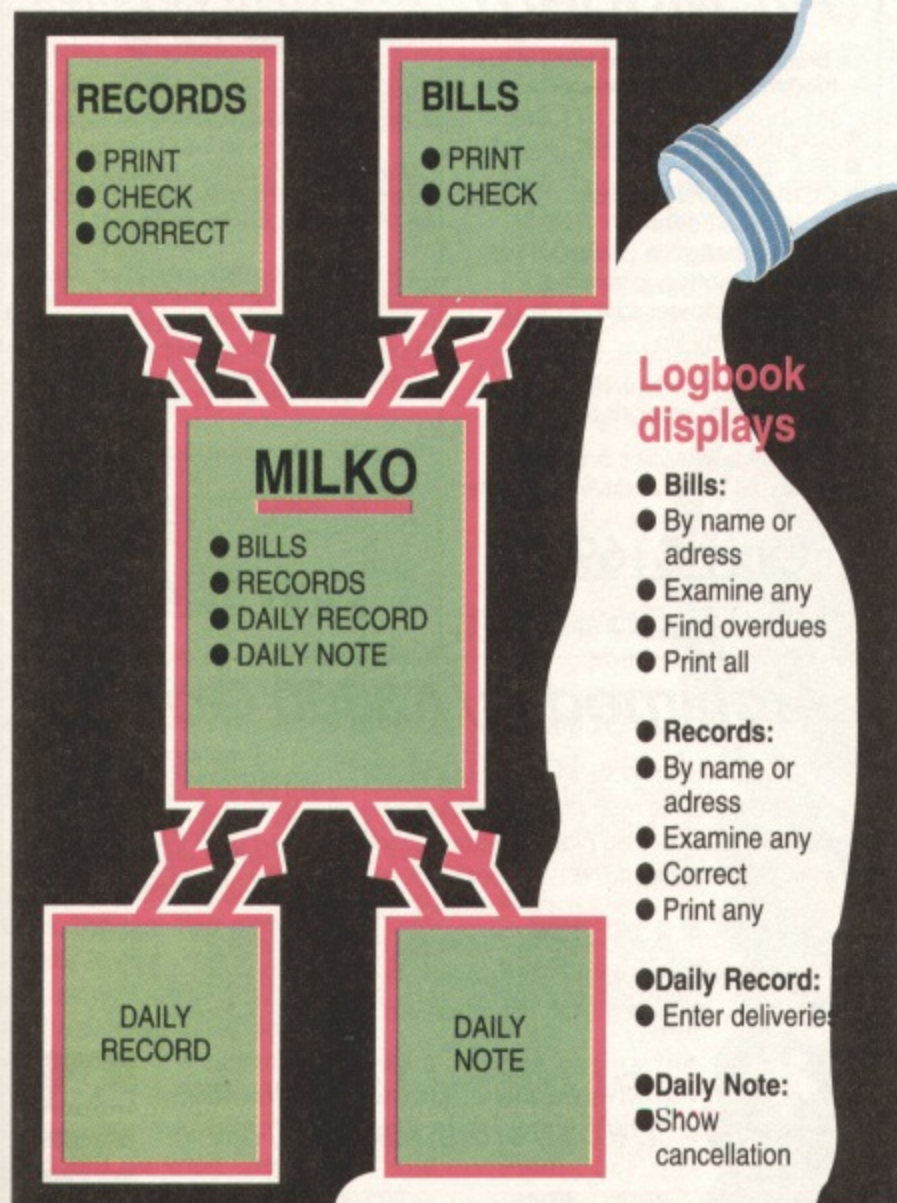 RECORDS
● PRINT
● CHECK
● CORRECT
BILLS
● PRINT
● CHECK
MILKO
● BILLS
● RECORDS
● DAILY RECORD
● DAILY NOTE
DAILY
RECORD
DAILY
NOTE
Logbook
displays
● Bills:
● By name or
adress
● Examine any
● Find overdues
● Print all
● Records:
● By name or
adress
● Examine any
● Correct
● Print any
●Daily Record:
● Enter deliveries
●Daily Note:
●Show
cancellation